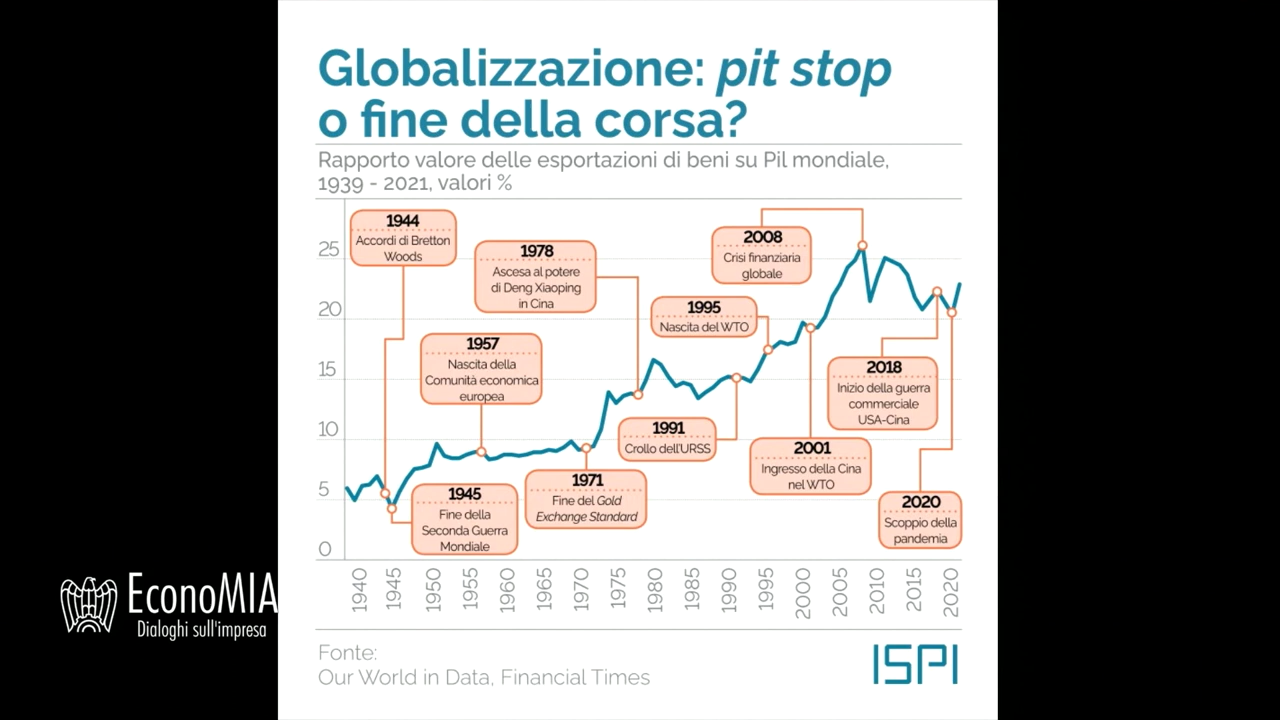 Globalizzazione: pit stop
o fine della corsa?
Rapporto valore delle esportazioni di beni su Pil mondiale,
1939 - 2021, valori %
1944
Accordi di Bretton
Woods
1978
Ascesa al potere
di Deng Xiaoping
in Cina
2008
Crisi finanziaria
globale
1995
Nascita del WTO
1957
Nascita della
Comunità economica
europea
2018
Inizio della guerra
commerciale
USA-Cina
1991
Crollo dell'URSS
2001
Ingresso della Cina
nel WTO
1971
Fine del Gold
Exchange Standard
1945
Fine della
Seconda Guerra
Mondiale
2020
Scoppio della
pandemia
25
20
15
10
5
0
1940
1945
1950
1955
1960
1965
1970
1975
1980
1985
1990
1995
2000
2005
2010
2015
2020
EconoMIA
Dialoghi sull'impresa
Fonte:
Our World in Data, Financial Times
ISPI